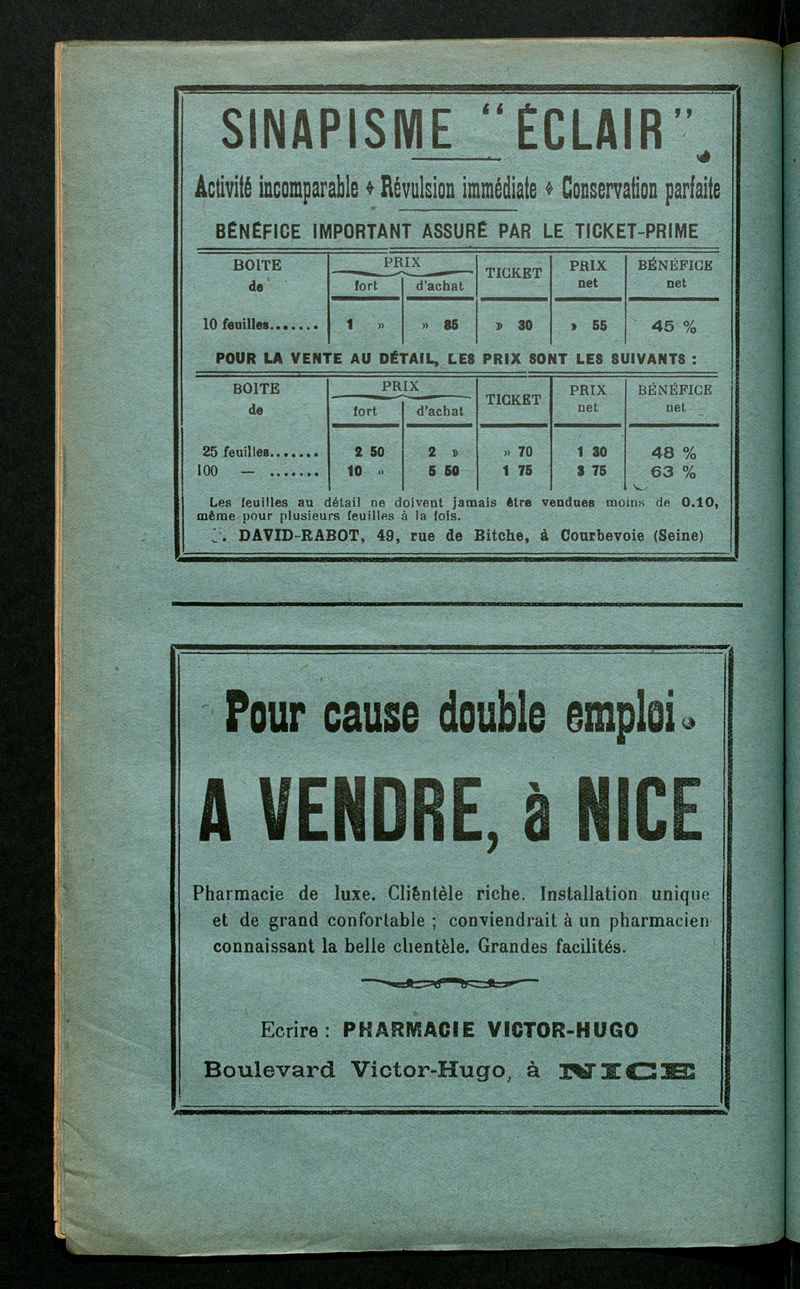 SINAPISME “ÉCLAIR”
Activité incomparable ♦ Révulsion immédiate ♦ Conservation parfaite
BÉNÉFICE IMPORTANT ASSURÉ PAR LE TICKET-PRIME
BOITE de PRIX fort d'achat TICKET PRIX net BÉNÉFICE net
10 feuilles....... 1 » » 85 » 30 » 55 45 %
POUR LA VENTE AU DÉTAIL, LES PRIX SONT LES SUIVANTS :
BOITE de PRIX fort d'achat TICKET PRIX net BÉNÉFICE net
25 feuilles....... 2 50 2 » » 70 1 30 48 %
100 — ....... 10 » 5 50 1 75 3 75 63 %
Les feuilles au détail ne doivent jamais être vendues moins de 0.10,
même pour plusieurs feuilles à la fois.
DAVID-RABOT, 49, rue de Bitche, à Courbevoie (Seine)
Pour cause double emploi
A VENDRE, à NICE
Pharmacie de luxe. Cliêntèle riche. Installation unique
et de grand confortable ; conviendrait à un pharmacien
connaissant la belle clientèle. Grandes facilités.
Ecrire : PHARMACIE VICTOR-HUGO
Boulevard Victor-Hugo, à NICE